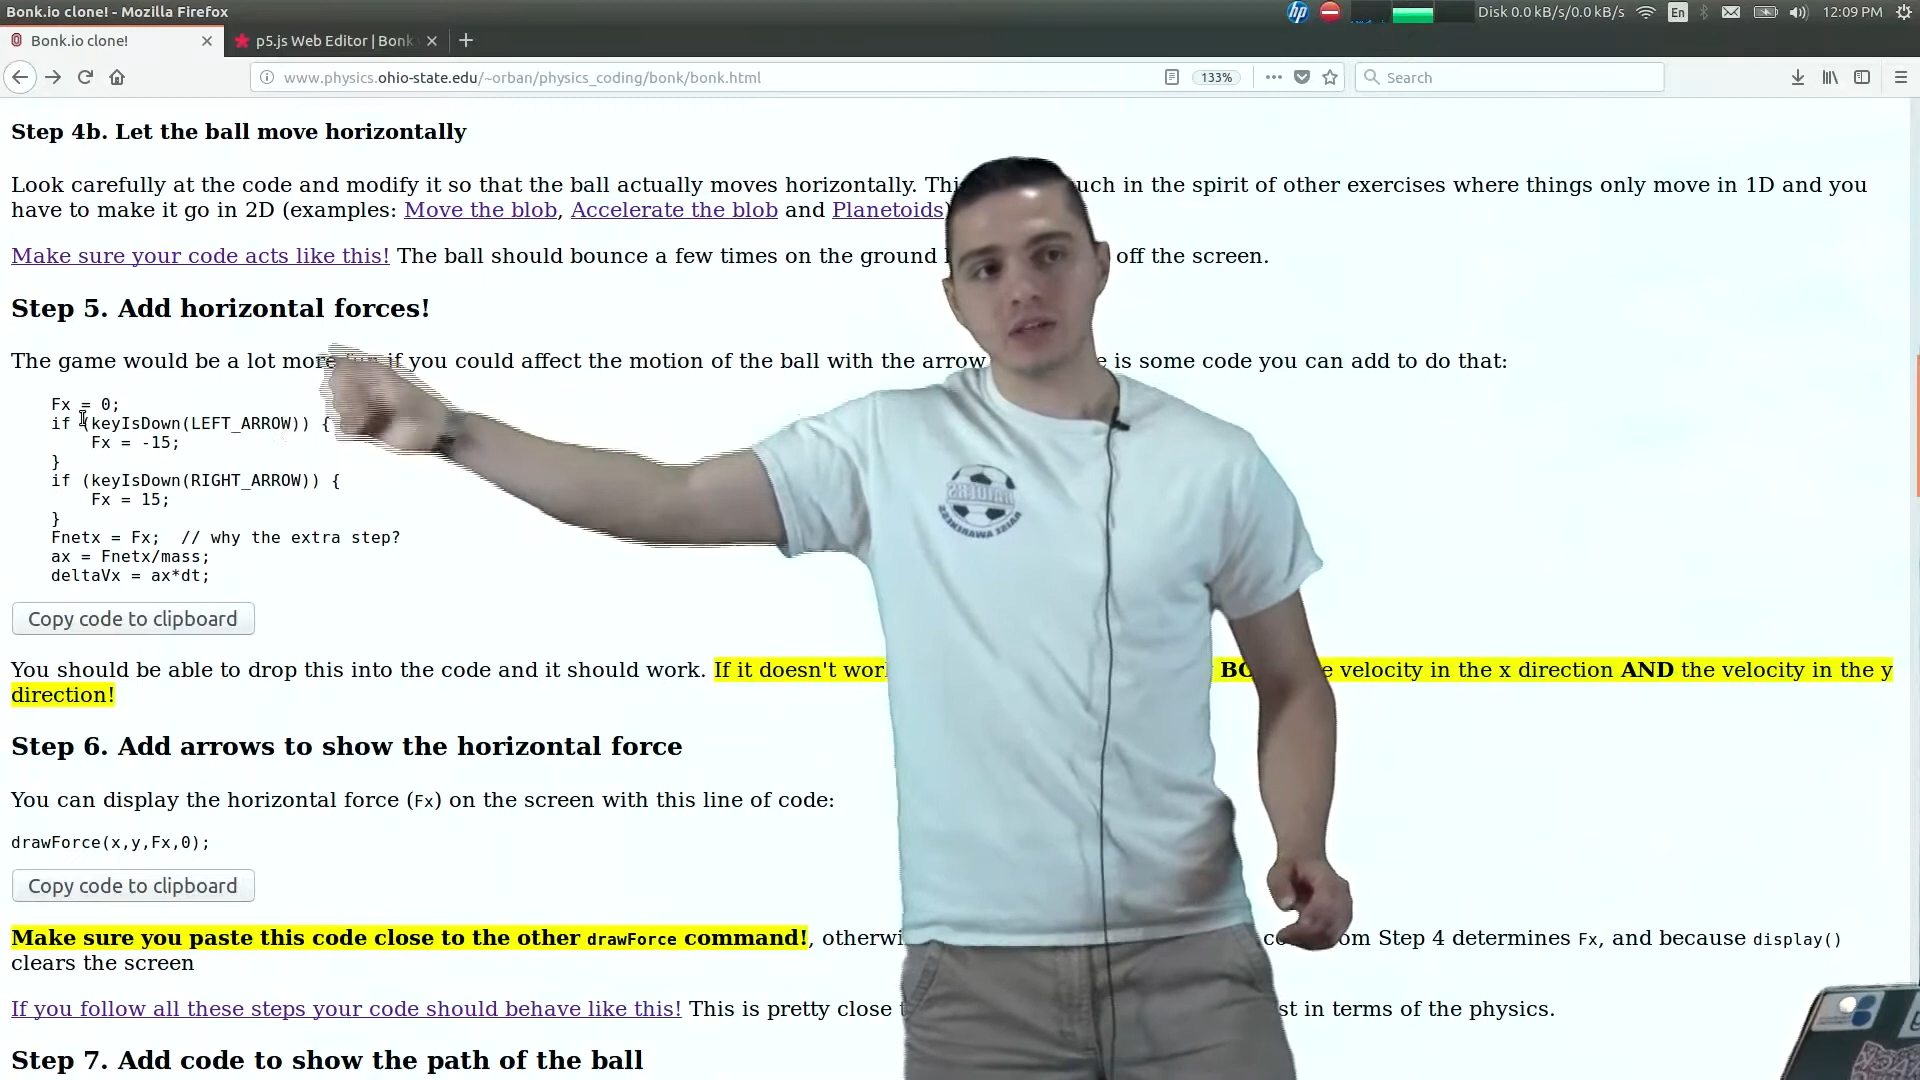 Bonk.io clone! - Mozilla Firefox
hp
Disk 0.0 kB/s/0.0 kB/s
En
12:09 PM
Bonk.io clone!
p5.js Web Editor | Bonk
www.physics.ohio-state.edu/~orban/physics_coding/bonk/bonk.html
133%
Search
Step 4b. Let the ball move horizontally
Look carefully at the code and modify it so that the ball actually moves horizontally. in the spirit of other exercises where things only move in 1D and you
have to make it go in 2D (examples: Move the blob, Accelerate the blob and Planetoids)
Make sure your code acts like this! The ball should bounce a few times on the ground off the screen.
Step 5. Add horizontal forces!
The game would be a lot more if you could affect the motion of the ball with the arrow is some code you can add to do that:
Fx = 0;
if (keyIsDown(LEFT_ARROW)) {
Fx = -15;
}
if (keyIsDown(RIGHT_ARROW)) {
Fx = 15;
}
Fnetx = Fx; // why the extra step?
ax = Fnetx/mass;
deltaVx = ax*dt;
Copy code to clipboard
You should be able to drop this into the code and it should work. If it doesn't velocity in the x direction AND the velocity in the y
direction!
Step 6. Add arrows to show the horizontal force
You can display the horizontal force (Fx) on the screen with this line of code:
drawForce(x,y,Fx,0);
Copy code to clipboard
Make sure you paste this code close to the other drawForce command!, Step 4 determines Fx, and because display()
clears the screen
If you follow all these steps your code should behave like this! This is pretty close in terms of the physics.
Step 7. Add code to show the path of the ball
RAISE AWARENESS